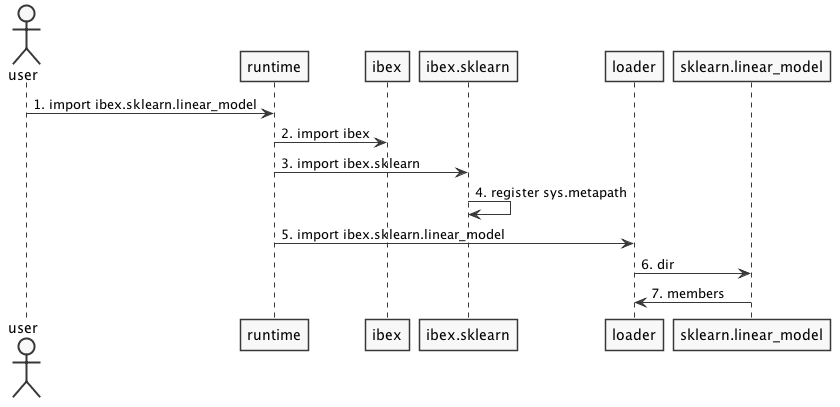 user
runtime
ibex
ibex.sklearn
loader
sklearn.linear_model
1. import ibex.sklearn.linear_model
2. import ibex
3. import ibex.sklearn
4. register sys.metapath
5. import ibex.sklearn.linear_model
6. dir
7. members
user
runtime
ibex
ibex.sklearn
loader
sklearn.linear_model